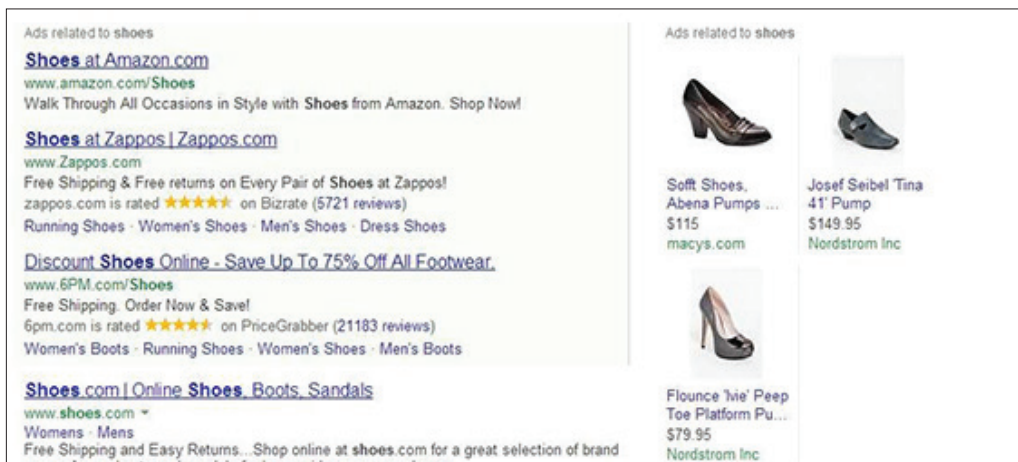 Ads related to shoes
Shoes at Amazon.com
www.amazon.com/Shoes
Walk Through All Occasions in Style with Shoes from Amazon. Shop Now!
Shoes at Zappos | Zappos.com
www.Zappos.com
Free Shipping & Free returns on Every Pair of Shoes at Zappos!
zappos.com is rated ★★★★★ on Bizrate (5721 reviews)
Running Shoes · Women's Shoes · Men's Shoes · Dress Shoes
Discount Shoes Online - Save Up To 75% Off All Footwear.
www.6PM.com/Shoes
Free Shipping. Order Now & Save!
6pm.com is rated ★★★★★ on PriceGrabber (21183 reviews)
Women's Boots · Running Shoes · Women's Shoes · Men's Boots
Shoes.com | Online Shoes, Boots, Sandals
www.shoes.com
Womens · Mens
Free Shipping and Easy Returns...Shop online at shoes.com for a great selection of brand
Ads related to shoes
Sofft Shoes,
Abena Pumps ...
$115
macys.com
Josef Seibel 'Tina
41' Pump
$149.95
Nordstrom Inc
Flounce 'Ivie' Peep
Toe Platform Pu...
$79.95
Nordstrom Inc